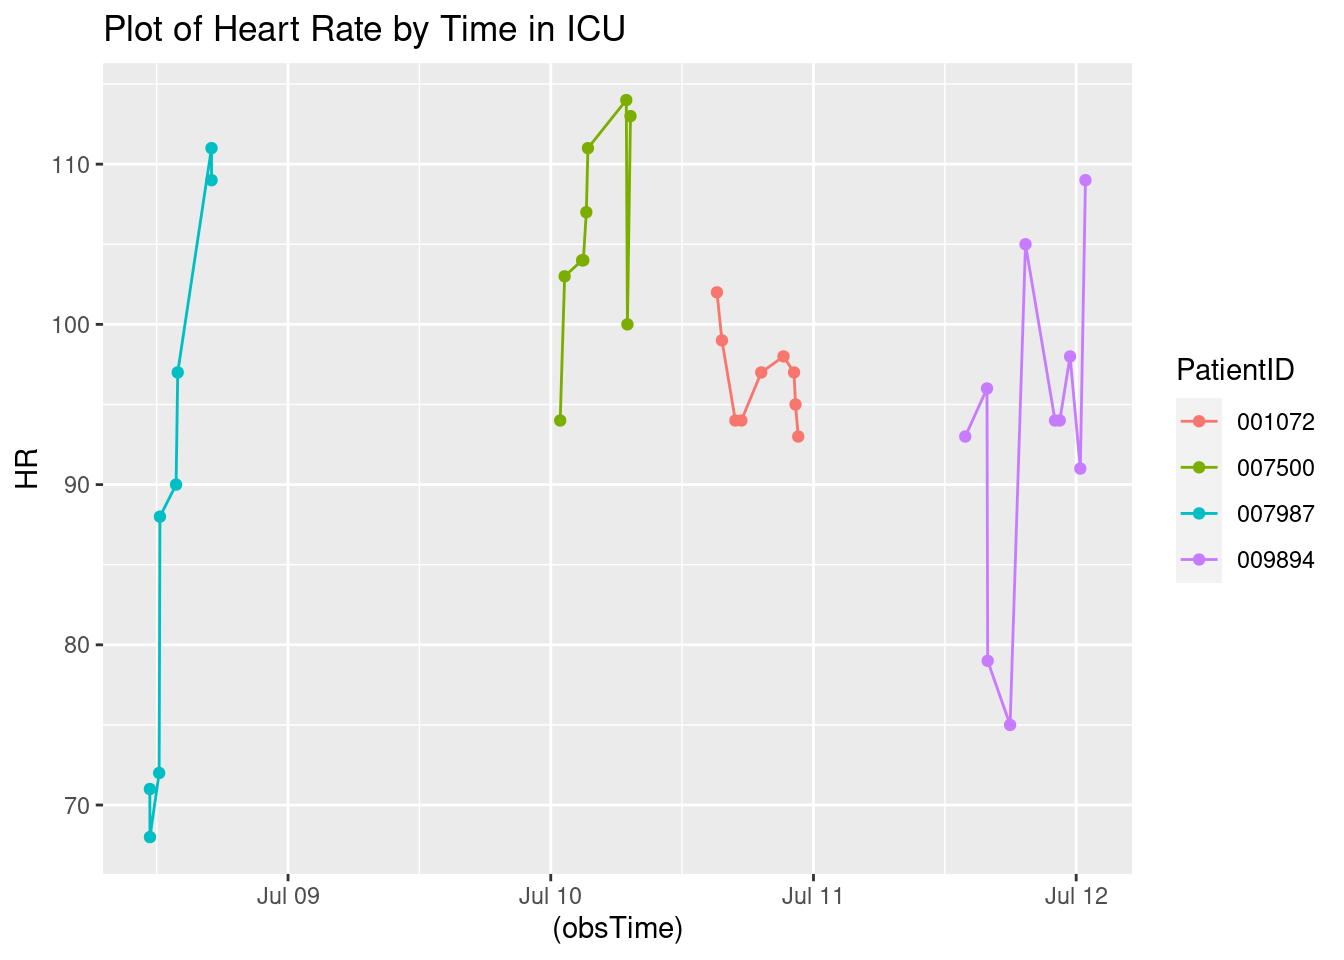 Plot of Heart Rate by Time in ICU
110
100
90
80
70
HR
Jul 09
Jul 10
Jul 11
Jul 12
(obsTime)
PatientID
001072
007500
007987
009894